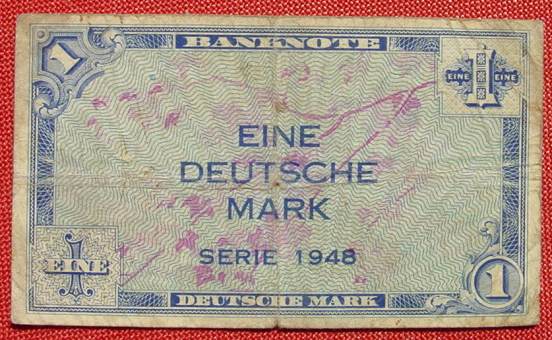 BANKNOTE
1
EINE 1 EINE
EINE
DEUTSCHE
MARK
SERIE 1948
1
EINE
1
DEUTSCHE MARK